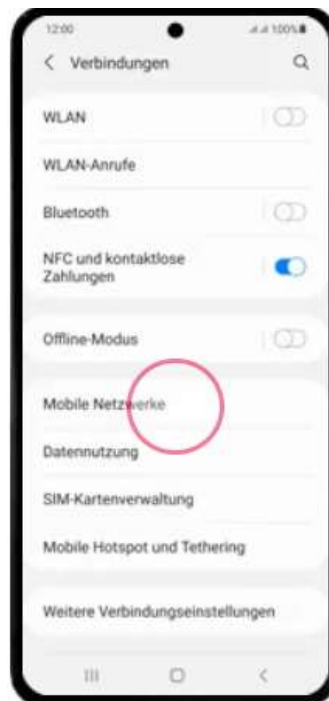 12:00
100%
Verbindungen
WLAN
WLAN-Anrufe
Bluetooth
NFC und kontaktlose
Zahlungen
Offline-Modus
Mobile Netzwerke
Datennutzung
SIM-Kartenverwaltung
Mobile Hotspot und Tethering
Weitere Verbindungseinstellungen